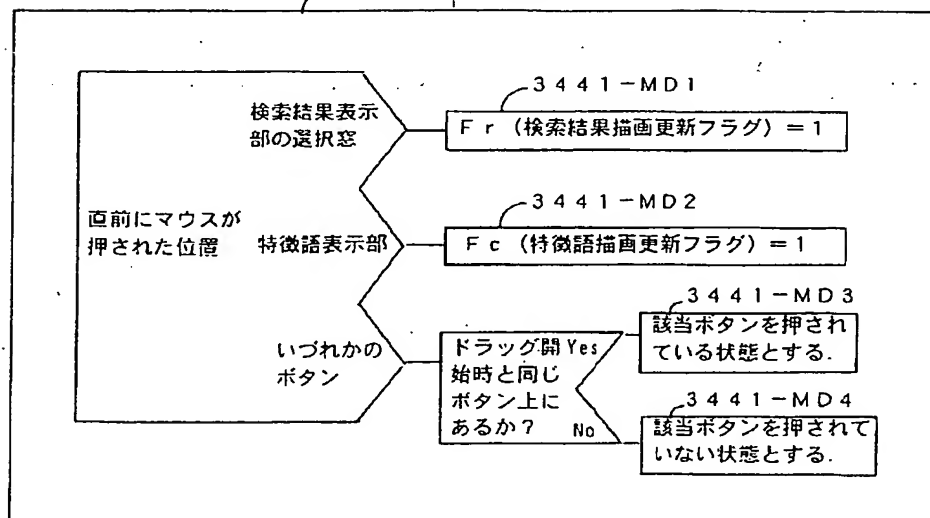 3441-MD1
検索結果表示
部の選択窓
Fr(検索結果描画更新フラグ)=1
3441-MD2
直前にマウスが
押された位置
特徴語表示部
Fc(特徴語描画更新フラグ)=1
3441-MD3
いづれかの
ボタン
ドラッグ開 Yes
始時と同じ
ボタン上に
あるか? No
該当ボタンを押され
ている状態とする.
3441-MD4
該当ボタンを押されて
いない状態とする.